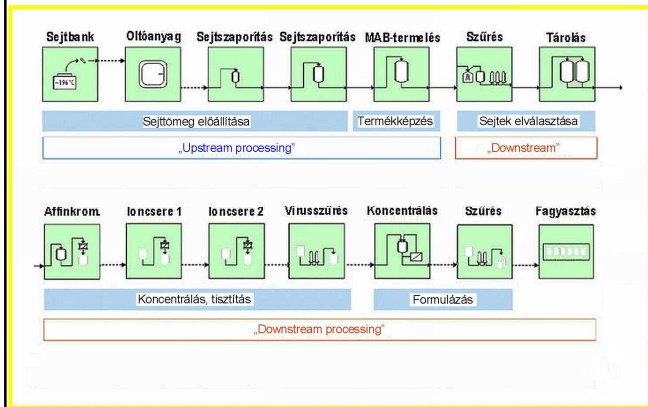 Sejtbank Oltóanyag Sejtszaporítás Sejtszaporítás MAB-termelés Szűrés Tárolás
-196 °C
Sejttömeg előállítása Termékképzés Sejtek elválasztása
„Upstream processing” „Downstream”
Affinkrom. Ioncsere 1 Ioncsere 2 Vírusszűrés Koncentrálás Szűrés Fagyasztás
Koncentrálás, tisztítás Formulázás
„Downstream processing”